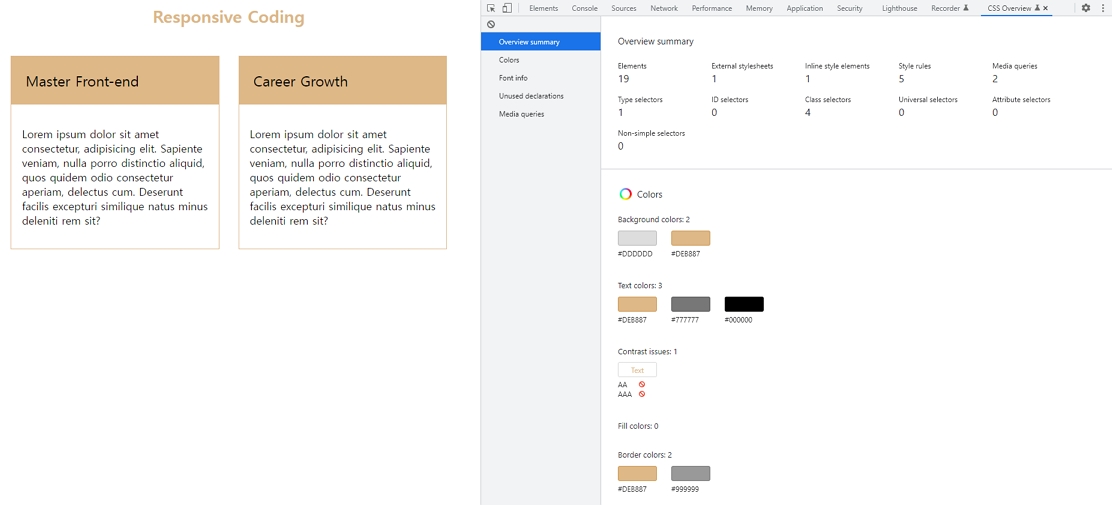 Responsive Coding
Master Front-end
Lorem ipsum dolor sit amet
consectetur, adipisicing elit. Sapiente
veniam, nulla porro distinctio aliquid,
quos quidem odio consectetur
aperiam, delectus cum. Deserunt
facilis excepturi similique natus minus
deleniti rem sit?
Career Growth
Lorem ipsum dolor sit amet
consectetur, adipisicing elit. Sapiente
veniam, nulla porro distinctio aliquid,
quos quidem odio consectetur
aperiam, delectus cum. Deserunt
facilis excepturi similique natus minus
deleniti rem sit?
Elements Console Sources Network Performance Memory Application Security Lighthouse Recorder CSS Overview
Overview summary
Colors
Font info
Unused declarations
Media queries
Overview summary
Elements External stylesheets Inline style elements Style rules Media queries
19 1 1 5 2
Type selectors ID selectors Class selectors Universal selectors Attribute selectors
1 0 4 0 0
Non-simple selectors
0
Colors
Background colors: 2
#DDDDDD #DEB887
Text colors: 3
#DEB887 #777777 #000000
Contrast issues: 1
Text
AA
AAA
Fill colors: 0
Border colors: 2
#DEB887 #999999